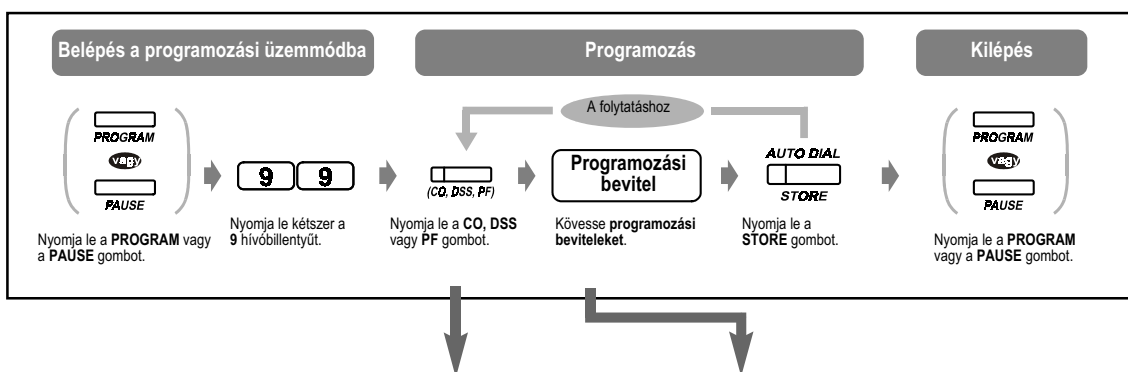 Belépés a programozási üzemmódba
Programozás
Kilépés
A folytatáshoz
PROGRAM
vagy
PAUSE
Nyomja le a PROGRAM vagy
a PAUSE gombot.
9 9
Nyomja le kétszer a
9 hívóbillentyűt.
(CO, DSS, PF)
Nyomja le a CO, DSS
vagy PF gombot.
Programozási
bevitel
Kövesse programozási
beviteleket.
AUTO DIAL
STORE
Nyomja le a
STORE gombot.
PROGRAM
vagy
PAUSE
Nyomja le a PROGRAM
vagy a PAUSE gombot.